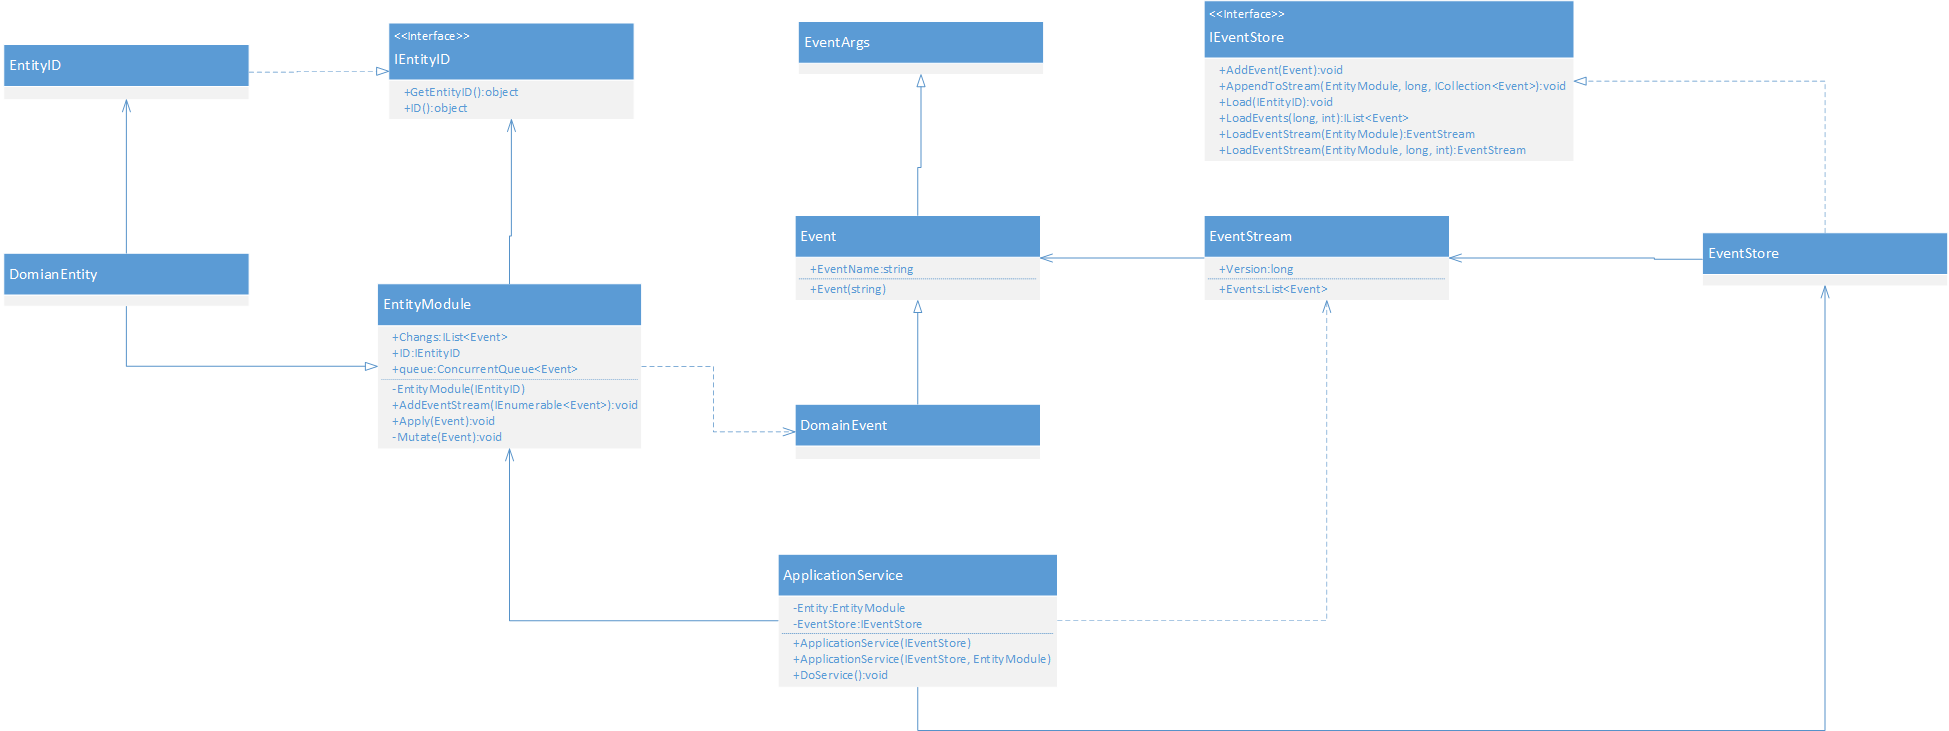 EntityID
<<Interface>>
IEntityID
+GetEntityID():object
+ID():object
EventArgs
<<Interface>>
IEventStore
+AddEvent(Event):void
+AppendToStream(EntityModule, long, ICollection<Event>):void
+Load(IEntityID):void
+LoadEvents(long, int):IList<Event>
+LoadEventStream(EntityModule):EventStream
+LoadEventStream(EntityModule, long, int):EventStream
DomianEntity
EntityModule
+Changs:IList<Event>
+ID:IEntityID
+queue:ConcurrentQueue<Event>
-EntityModule(IEntityID)
+AddEventStream(IEnumerable<Event>):void
+Apply(Event):void
-Mutate(Event):void
Event
+EventName:string
+Event(string)
EventStream
+Version:long
+Events:List<Event>
EventStore
DomainEvent
ApplicationService
-Entity:EntityModule
-EventStore:IEventStore
+ApplicationService(IEventStore)
+ApplicationService(IEventStore, EntityModule)
+DoService():void